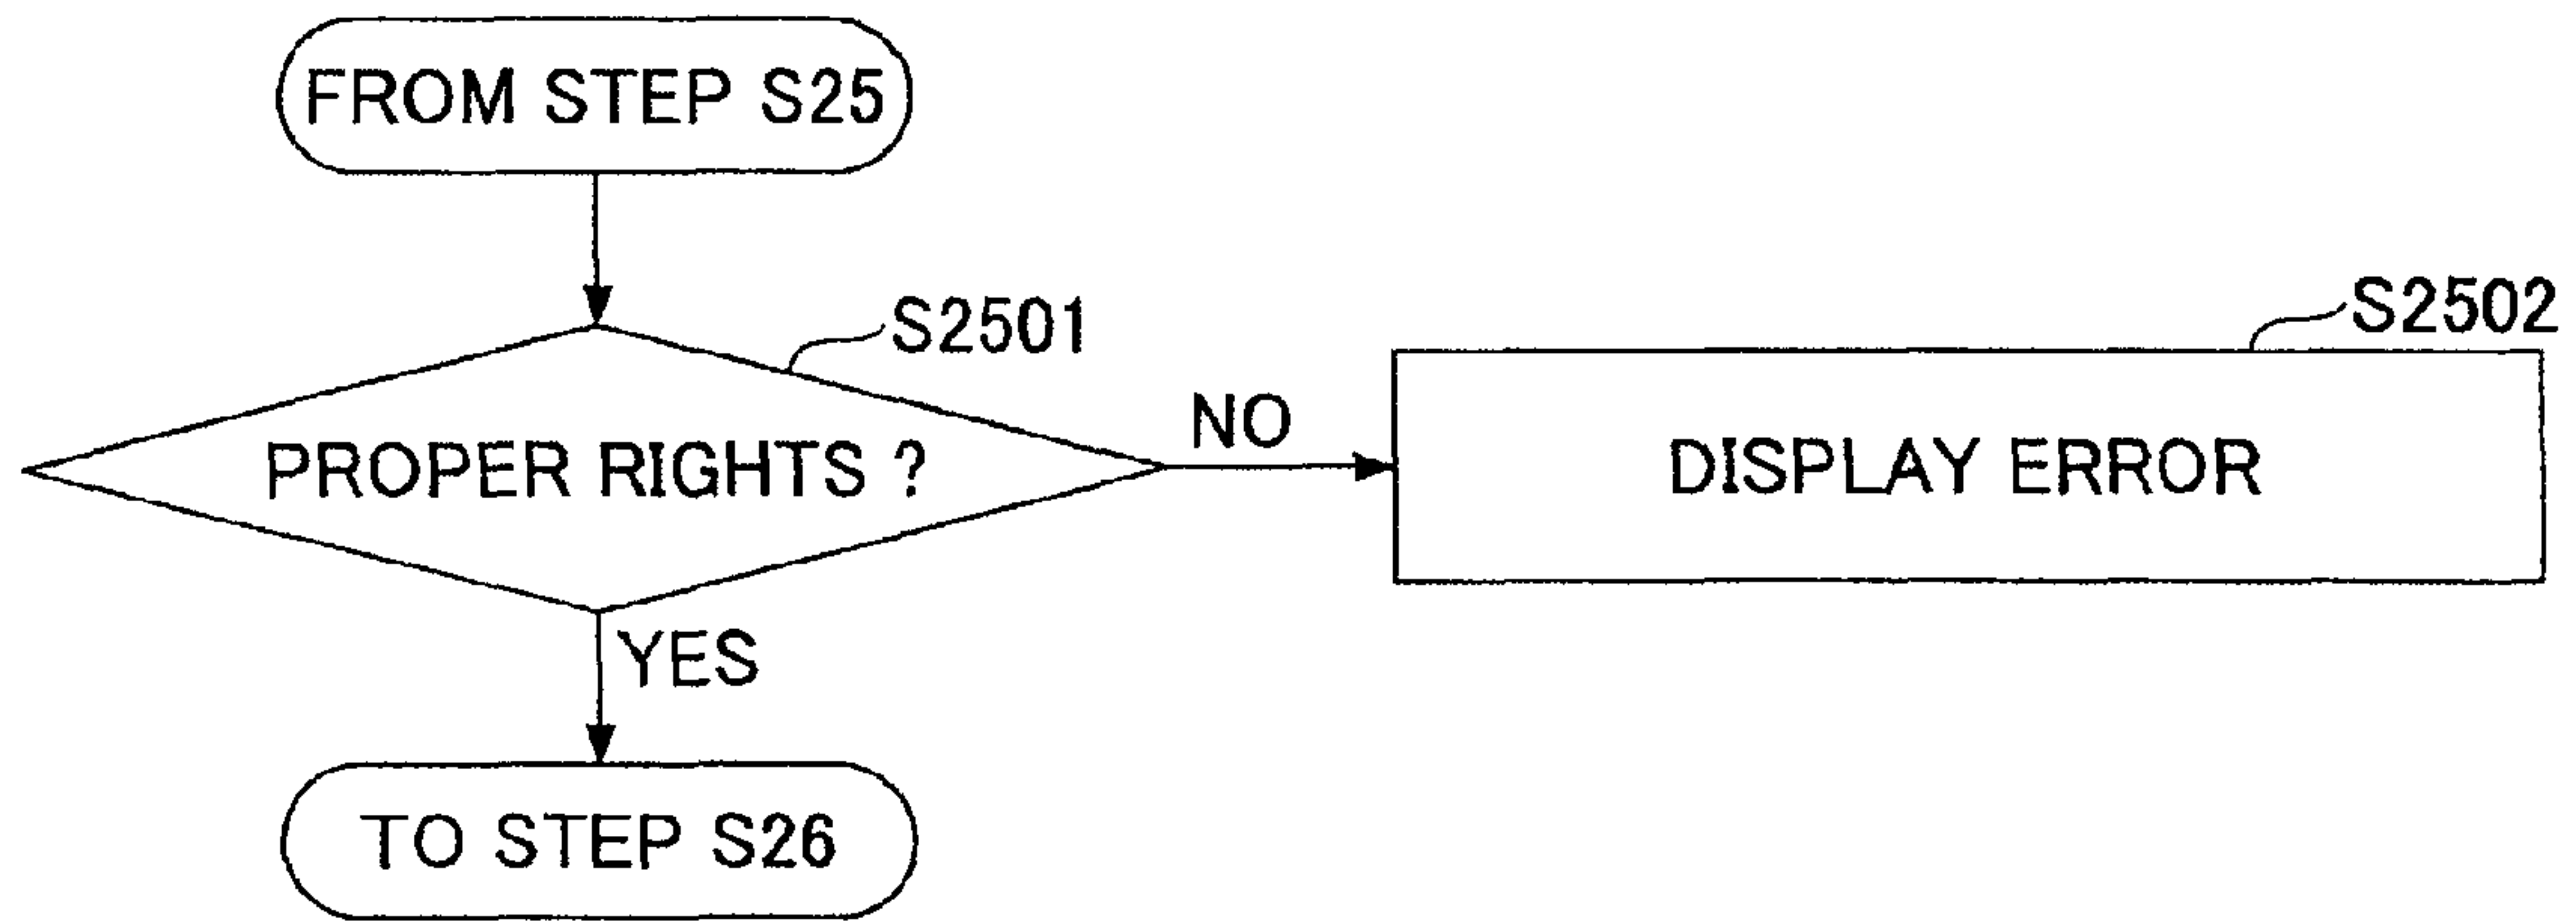 FROM STEP S25
S2501
S2502
PROPER RIGHTS ?
NO
DISPLAY ERROR
YES
TO STEP S26